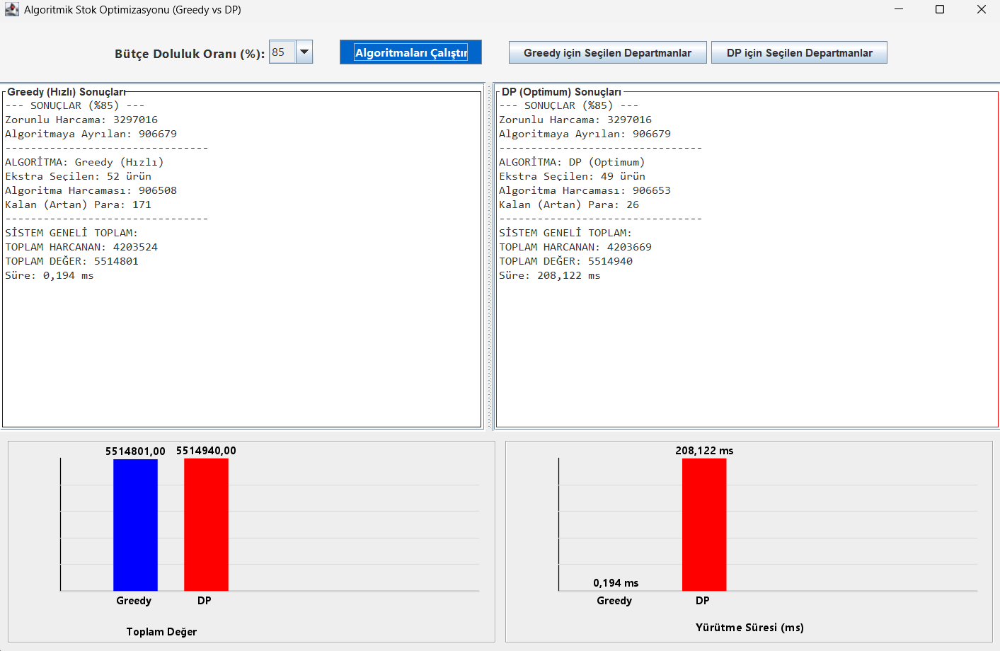 Algoritmik Stok Optimizasyonu (Greedy vs DP)
Bütçe Doluluk Oranı (%): 85 Algoritmaları Çalıştır Greedy için Seçilen Departmanlar DP için Seçilen Departmanlar
Greedy (Hızlı) Sonuçları
--- SONUÇLAR (%85) ---
Zorunlu Harcama: 3297016
Algoritmaya Ayrılan: 906679
--------------------------------
ALGORİTMA: Greedy (Hızlı)
Ekstra Seçilen: 52 ürün
Algoritma Harcaması: 906508
Kalan (Artan) Para: 171
--------------------------------
SİSTEM GENELİ TOPLAM:
TOPLAM HARCANAN: 4203524
TOPLAM DEĞER: 5514801
Süre: 0,194 ms
DP (Optimum) Sonuçları
--- SONUÇLAR (%85) ---
Zorunlu Harcama: 3297016
Algoritmaya Ayrılan: 906679
--------------------------------
ALGORİTMA: DP (Optimum)
Ekstra Seçilen: 49 ürün
Algoritma Harcaması: 906653
Kalan (Artan) Para: 26
--------------------------------
SİSTEM GENELİ TOPLAM:
TOPLAM HARCANAN: 4203669
TOPLAM DEĞER: 5514940
Süre: 208,122 ms
5514801,00 5514940,00
Greedy DP
Toplam Değer
208,122 ms
0,194 ms
Greedy DP
Yürütme Süresi (ms)